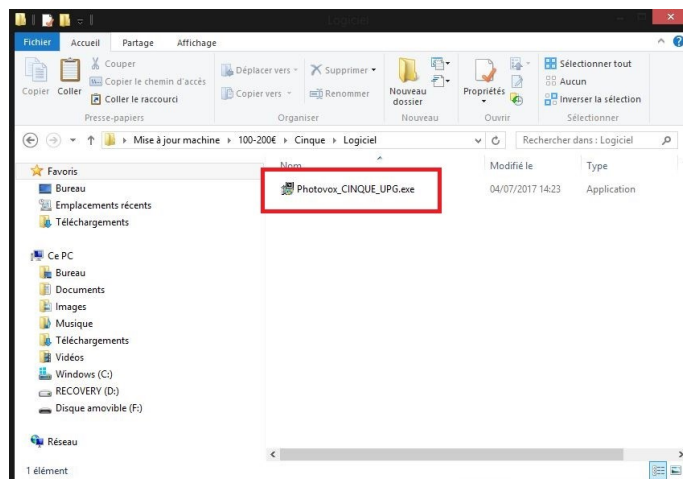 Logiciel
Fichier Accueil Partage Affichage
Copier
Coller
Couper
Copier le chemin d'accès
Coller le raccourci
Presse-papiers
Déplacer vers
Copier vers
Supprimer
Renommer
Organiser
Nouveau
dossier
Nouveau
Propriétés
Ouvrir
Sélectionner tout
Aucun
Inverser la sélection
Sélectionner
Mise à jour machine 100-200€ Cinque Logiciel
Rechercher dans : Logiciel
Nom Modifié le Type
Photovox_CINQUE_UPG.exe 04/07/2017 14:23 Application
Favoris
Bureau
Emplacements récents
Téléchargements
Ce PC
Bureau
Documents
Images
Musique
Téléchargements
Vidéos
Windows (C:)
RECOVERY (D:)
Disque amovible (F:)
Réseau
1 élément